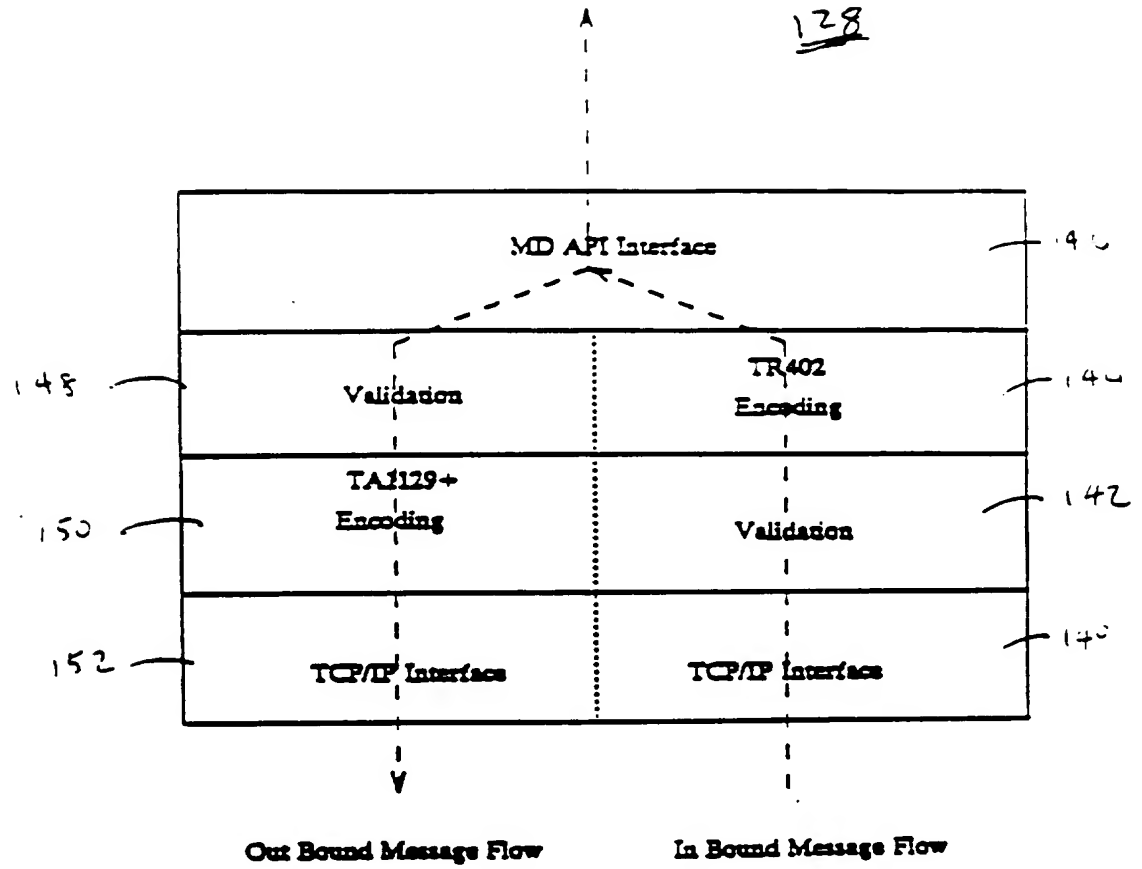 128
MD API Interface
148
Validation
TR402
Encoding
150
TA1129+
Encoding
142
Validation
152
TCP/IP Interface
TCP/IP Interface
Out Bound Message Flow
In Bound Message Flow